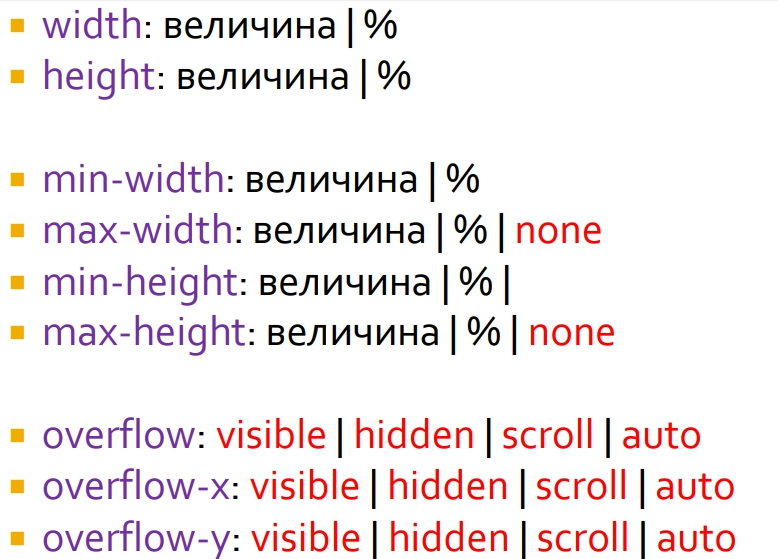 width: величина | %
height: величина | %
min-width: величина | %
max-width: величина | % | none
min-height: величина | % |
max-height: величина | % | none
overflow: visible | hidden | scroll | auto
overflow-x: visible | hidden | scroll | auto
overflow-y: visible | hidden | scroll | auto